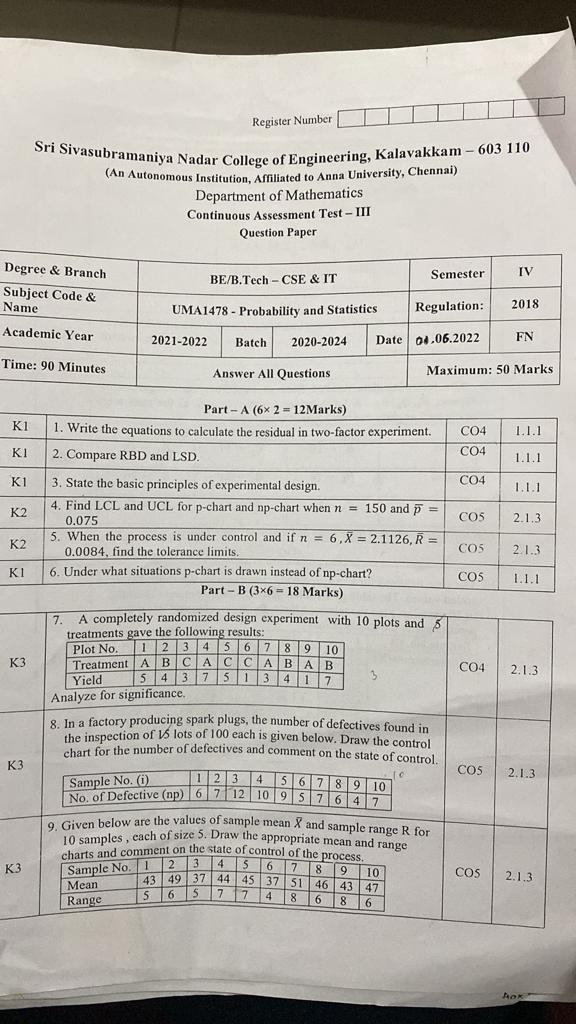 Register Number
Sri Sivasubramaniya Nadar College of Engineering, Kalavakkam – 603 110
(An Autonomous Institution, Affiliated to Anna University, Chennai)
Department of Mathematics
Continuous Assessment Test – III
Question Paper
Degree & Branch BE/B.Tech – CSE & IT Semester IV
Subject Code & Name UMA1478 - Probability and Statistics Regulation: 2018
Academic Year 2021-2022 Batch 2020-2024 Date 01.06.2022 FN
Time: 90 Minutes Answer All Questions Maximum: 50 Marks
Part – A (6× 2 = 12Marks)
K1 1. Write the equations to calculate the residual in two-factor experiment. CO4 1.1.1
K1 2. Compare RBD and LSD. CO4 1.1.1
K1 3. State the basic principles of experimental design. CO4 1.1.1
K2 4. Find LCL and UCL for p-chart and np-chart when n = 150 and p̅ =
0.075 CO5 2.1.3
K2 5. When the process is under control and if n = 6, X̅ = 2.1126, R̅ =
0.0084, find the tolerance limits. CO5 2.1.3
K1 6. Under what situations p-chart is drawn instead of np-chart? CO5 1.1.1
Part – B (3×6 = 18 Marks)
7. A completely randomized design experiment with 10 plots and 3
treatments gave the following results:
Plot No. 1 2 3 4 5 6 7 8 9 10
K3 Treatment A B C A C C A B A B CO4 2.1.3
Yield 5 4 3 7 5 1 3 4 1 7
3
Analyze for significance.
8. In a factory producing spark plugs, the number of defectives found in
the inspection of 15 lots of 100 each is given below. Draw the control
chart for the number of defectives and comment on the state of control.
K3 CO5 2.1.3
10
Sample No. (i) 1 2 3 4 5 6 7 8 9 10
No. of Defective (np) 6 7 12 10 9 5 7 6 4 7
9. Given below are the values of sample mean X̅ and sample range R for
10 samples , each of size 5. Draw the appropriate mean and range
charts and comment on the state of control of the process.
K3 Sample No. 1 2 3 4 5 6 7 8 9 10 CO5 2.1.3
Mean 43 49 37 44 45 37 51 46 43 47
Range 5 6 5 7 7 4 8 6 8 6